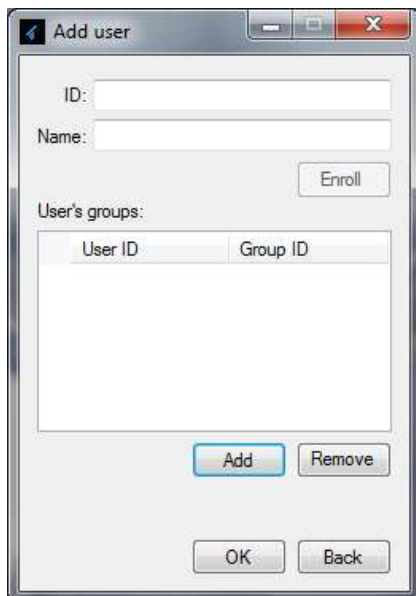 Add user
ID:
Name:
Enroll
User's groups:
User ID Group ID
Add Remove
OK Back